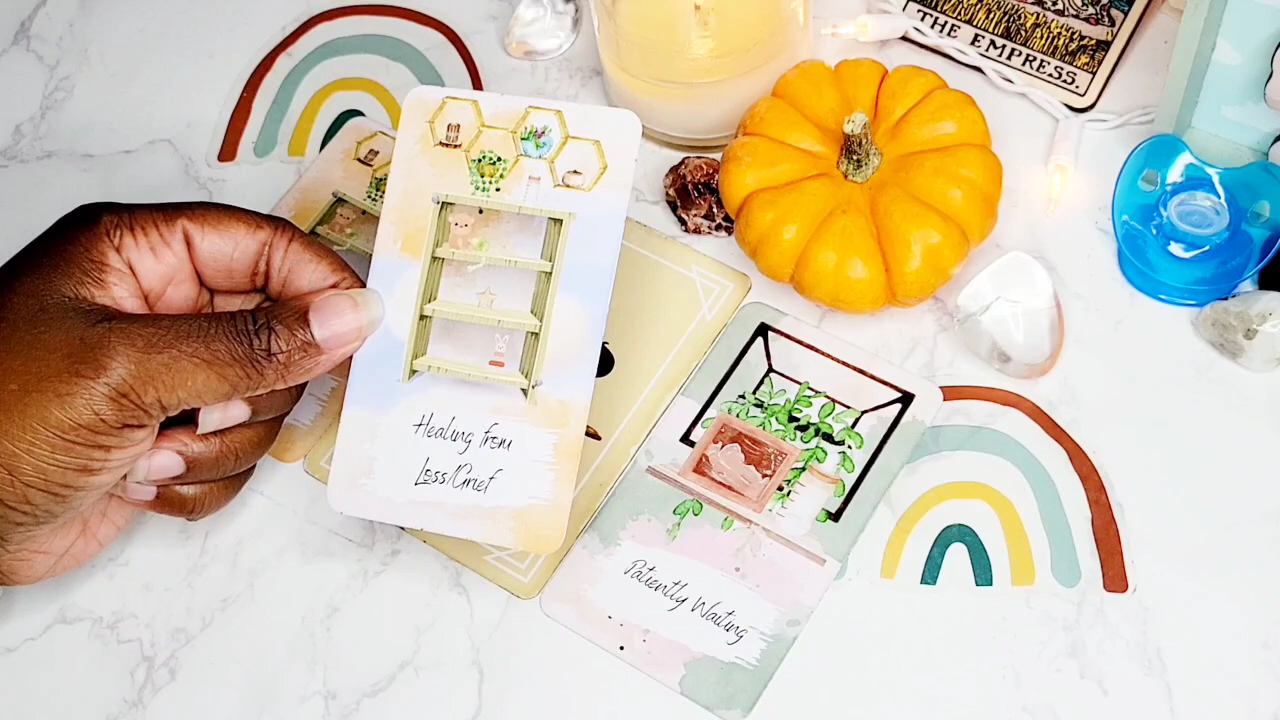 THE EMPRESS.
Healing from
Loss/Grief
Patiently Waiting